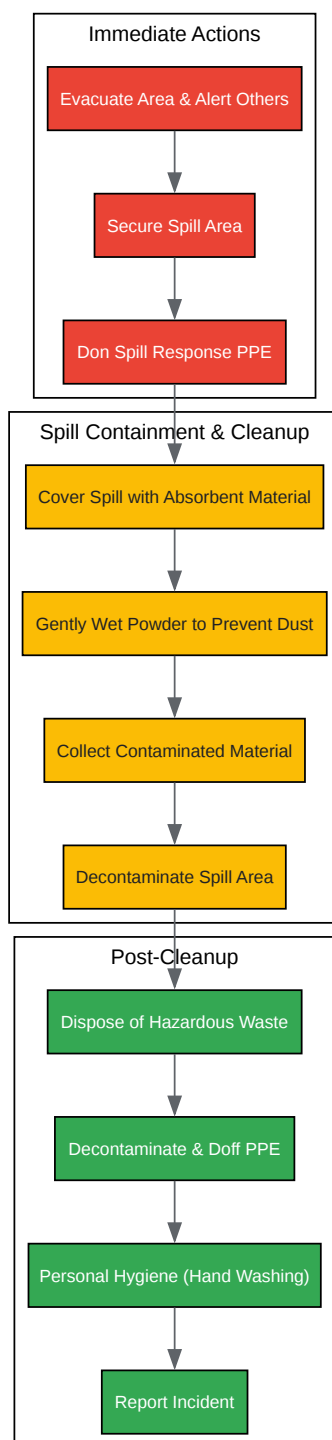 Immediate Actions
Evacuate Area & Alert Others
Secure Spill Area
Don Spill Response PPE
Spill Containment & Cleanup
Cover Spill with Absorbent Material
Gently Wet Powder to Prevent Dust
Collect Contaminated Material
Decontaminate Spill Area
Post-Cleanup
Dispose of Hazardous Waste
Decontaminate & Doff PPE
Personal Hygiene (Hand Washing)
Report Incident